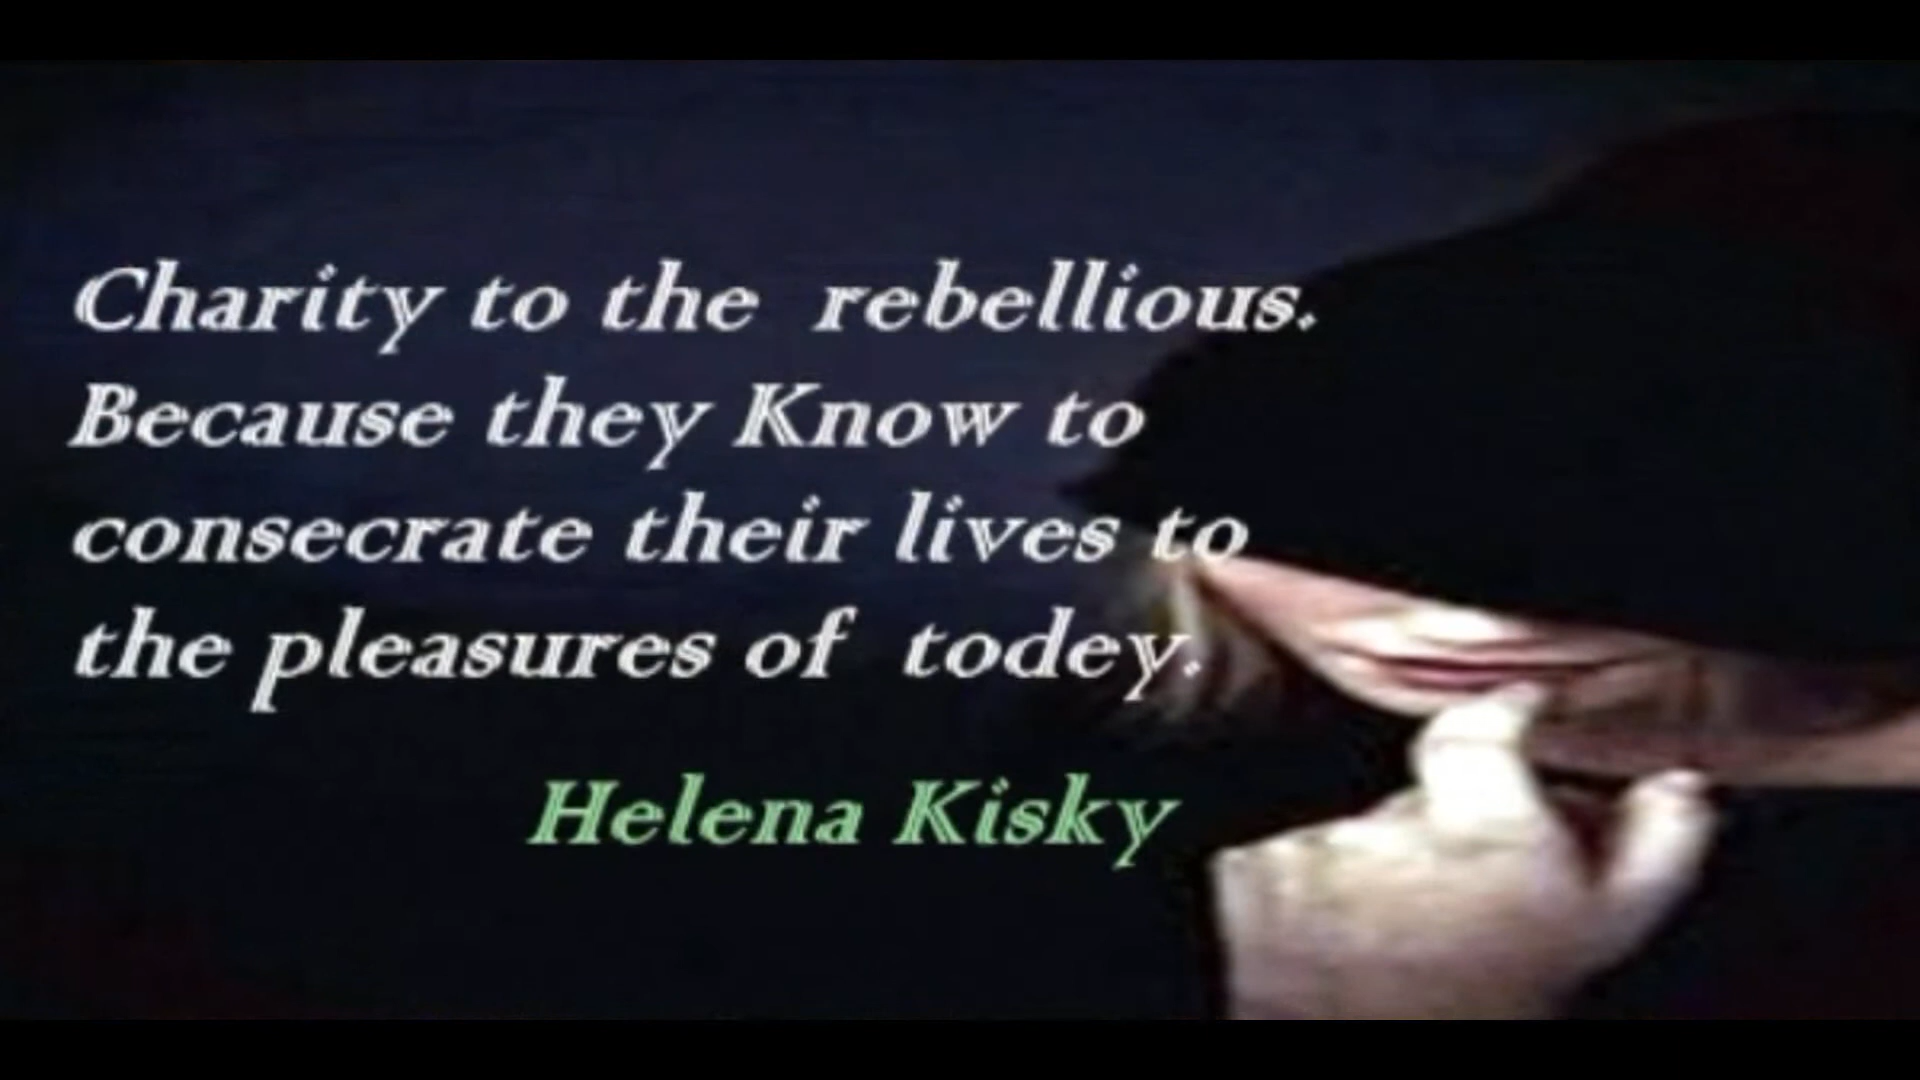 Charity to the rebellious.
Because they Know to
consecrate their lives to
the pleasures of todey.
Helena Kisky